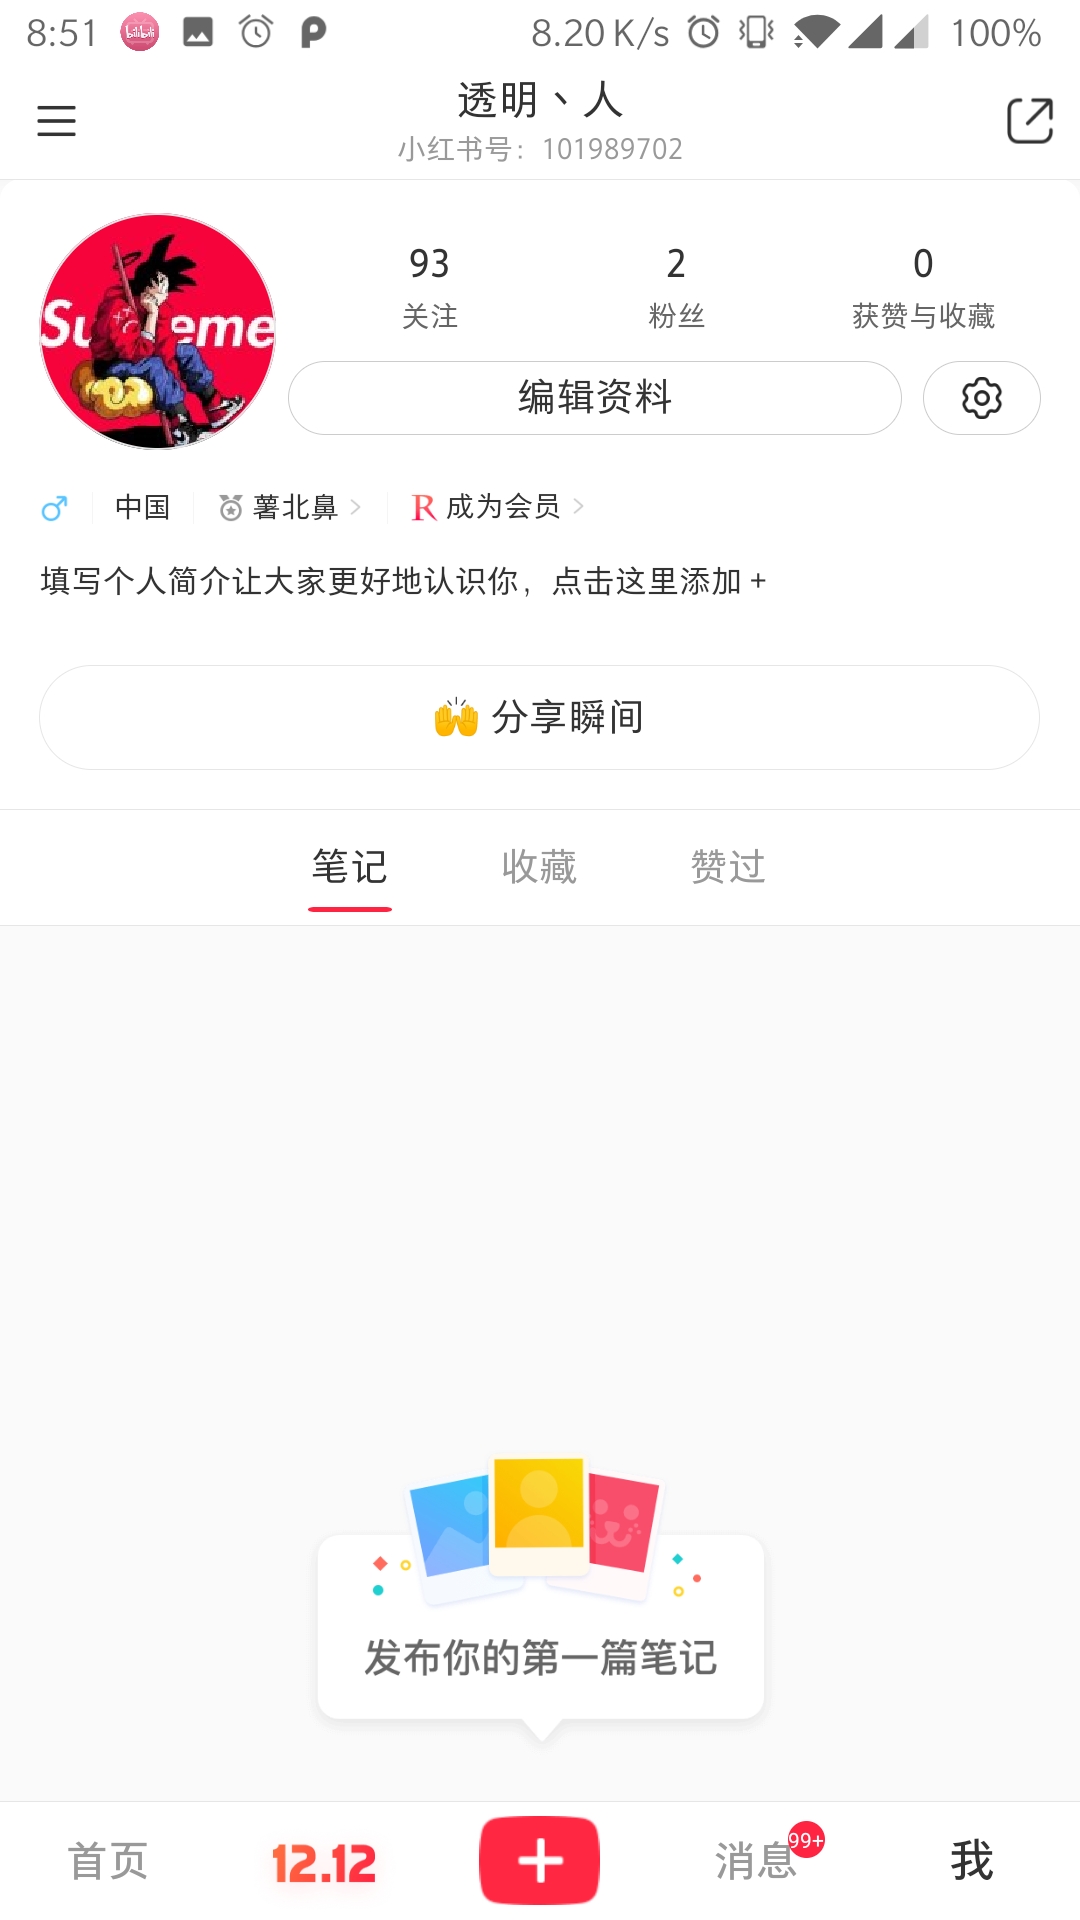 8:51 bilibili 8.20 K/s 100%
透明丶人
小红书号：101989702
Su eme
93 2 0
关注 粉丝 获赞与收藏
编辑资料
中国 薯北鼻 R 成为会员
填写个人简介让大家更好地认识你，点击这里添加 +
🙌 分享瞬间
笔记 收藏 赞过
发布你的第一篇笔记
首页 12.12 消息 99+ 我